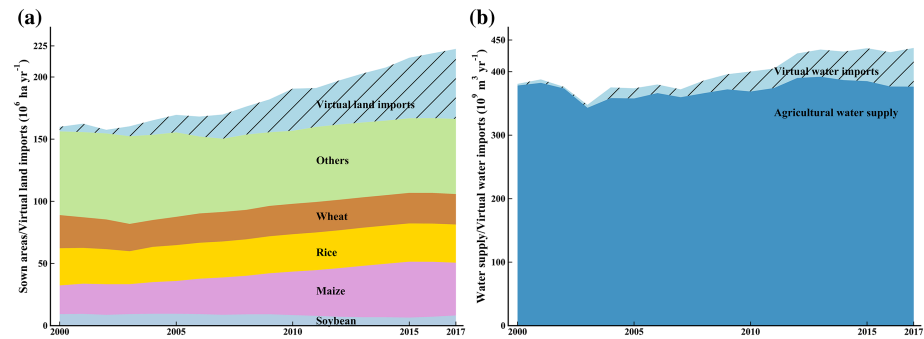 (a)
Sown areas/Virtual land imports (10⁶ ha yr⁻¹)
225
200
150
100
50
0
Virtual land imports
Others
Wheat
Rice
Maize
Soybean
2000 2005 2010 2015 2017
(b)
Water supply/Virtual water imports (10⁹ m³ yr⁻¹)
450
400
300
200
100
0
Virtual water imports
Agricultural water supply
2000 2005 2010 2015 2017